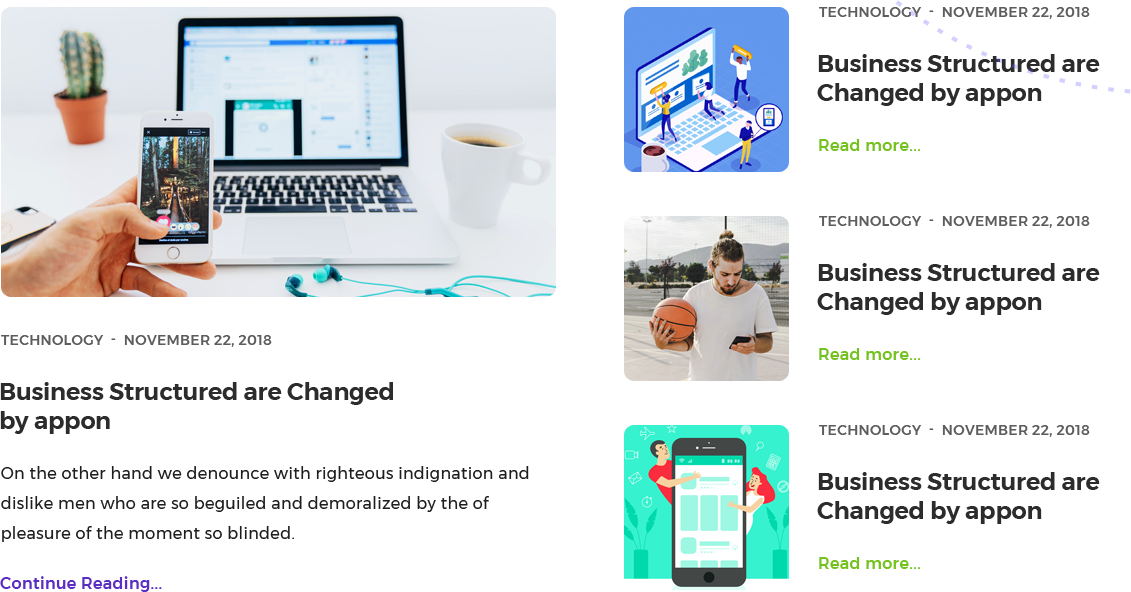 TECHNOLOGY - NOVEMBER 22, 2018
Business Structured are Changed
by appon
On the other hand we denounce with righteous indignation and
dislike men who are so beguiled and demoralized by the of
pleasure of the moment so blinded.
Continue Reading...
TECHNOLOGY - NOVEMBER 22, 2018
Business Structured are
Changed by appon
Read more...
TECHNOLOGY - NOVEMBER 22, 2018
Business Structured are
Changed by appon
Read more...
TECHNOLOGY - NOVEMBER 22, 2018
Business Structured are
Changed by appon
Read more...